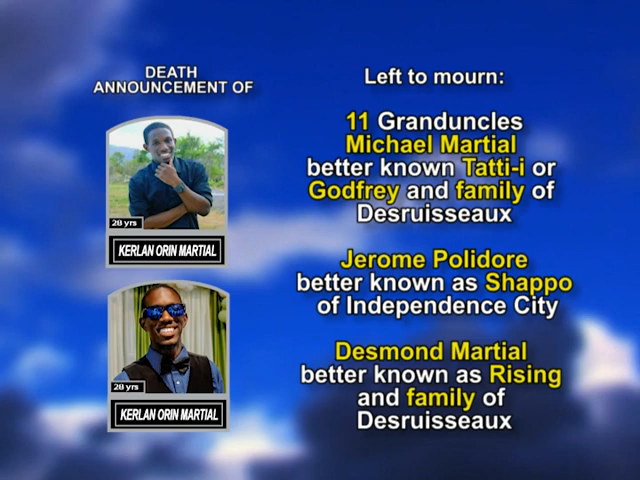 DEATH
ANNOUNCEMENT OF
28 yrs
KERLAN ORIN MARTIAL
28 yrs
KERLAN ORIN MARTIAL
Left to mourn:
11 Granduncles
Michael Martial
better known Tatti-i or
Godfrey and family of
Desruisseaux
Jerome Polidore
better known as Shappo
of Independence City
Desmond Martial
better known as Rising
and family of
Desruisseaux